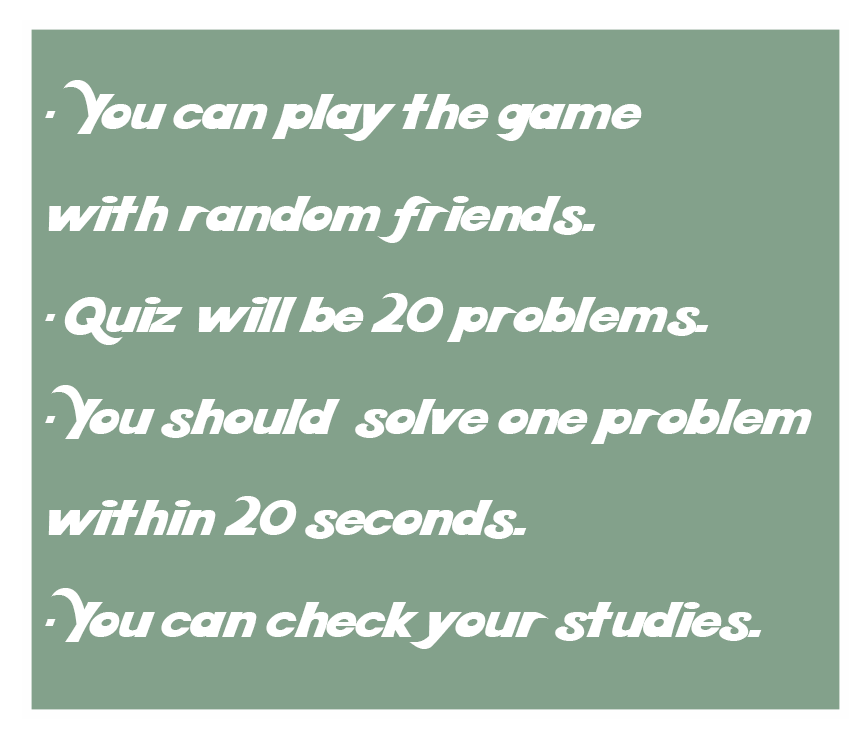 · You can play the game
with random friends.
· Quiz will be 20 problems.
· You should solve one problem
within 20 seconds.
· You can check your studies.